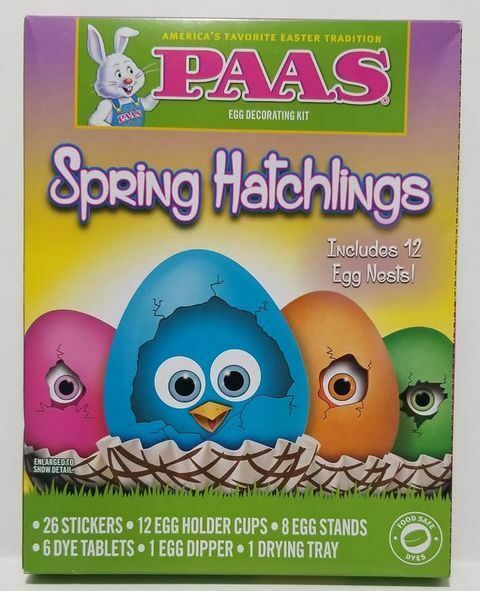 AMERICA'S FAVORITE EASTER TRADITION
PAAS®
PAAS
EGG DECORATING KIT
Spring Hatchlings
Includes 12
Egg Nests!
ENLARGED TO
SHOW DETAIL.
• 26 STICKERS • 12 EGG HOLDER CUPS • 8 EGG STANDS
• 6 DYE TABLETS • 1 EGG DIPPER • 1 DRYING TRAY
FOOD SAFE
DYES